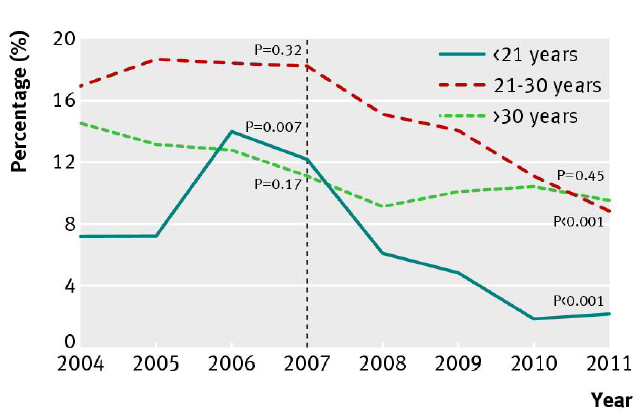 Percentage (%)
20
16
12
8
4
0
<21 years
21-30 years
>30 years
P=0.32
P=0.007
P=0.17
P=0.45
P<0.001
P<0.001
2004 2005 2006 2007 2008 2009 2010 2011
Year